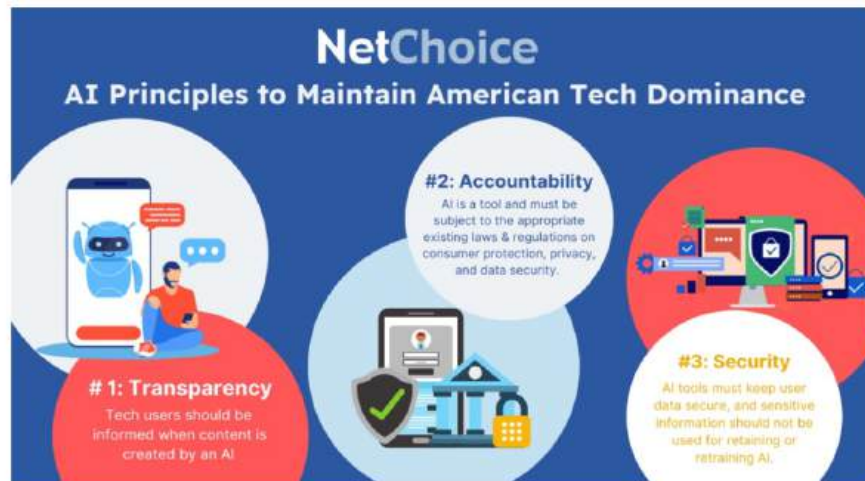 NetChoice
AI Principles to Maintain American Tech Dominance
# 1: Transparency
Tech users should be
informed when content is
created by an AI
#2: Accountability
AI is a tool and must be
subject to the appropriate
existing laws & regulations on
consumer protection, privacy,
and data security.
#3: Security
AI tools must keep user
data secure, and sensitive
information should not be
used for retaining or
retraining AI.